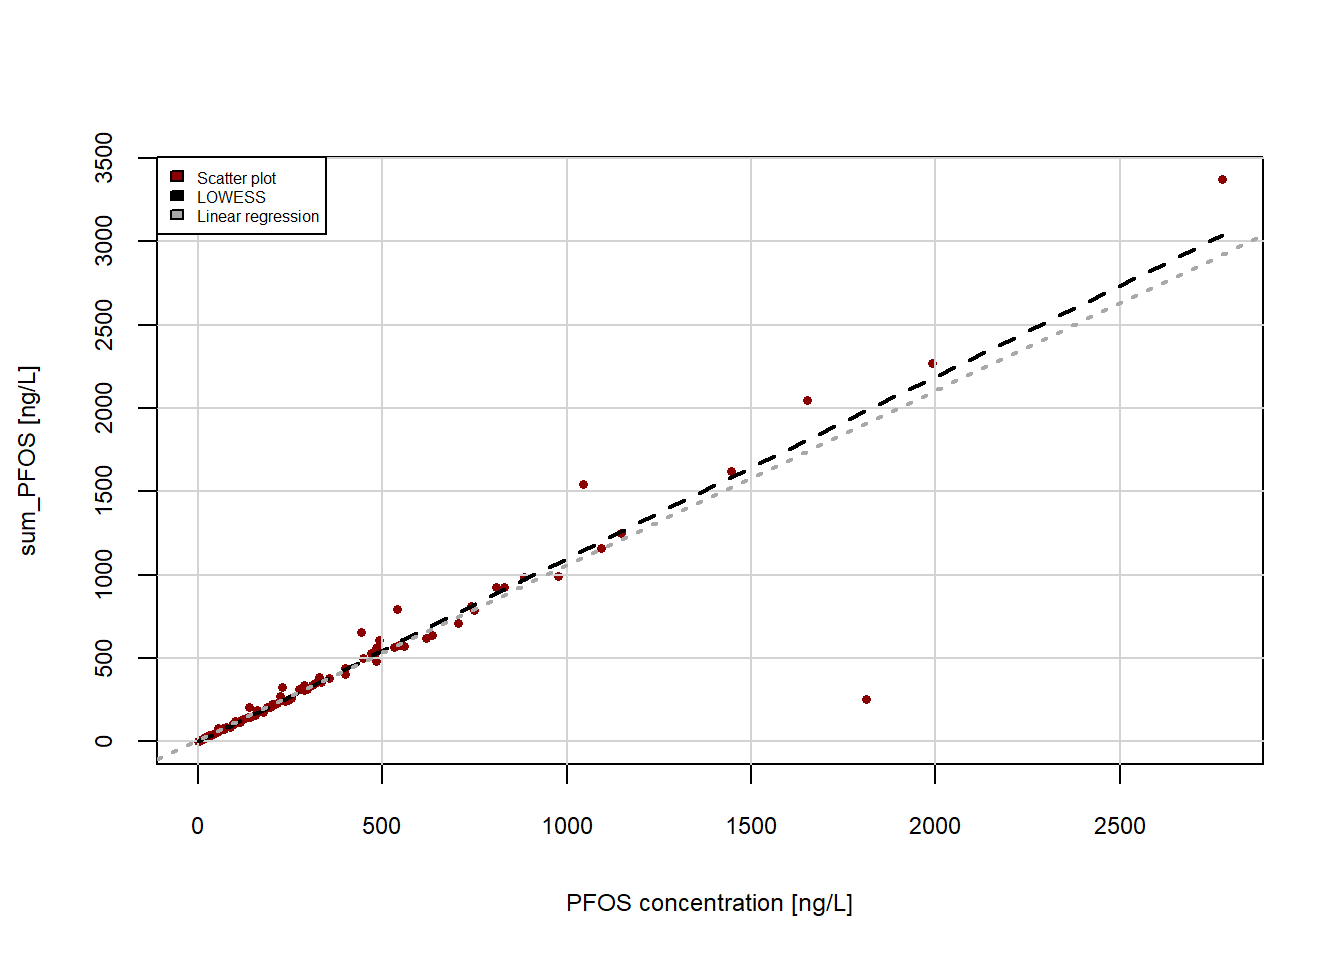 Scatter plot
LOWESS
Linear regression
3500
3000
2500
2000
1500
1000
500
0
sum_PFOS [ng/L]
0 500 1000 1500 2000 2500
PFOS concentration [ng/L]